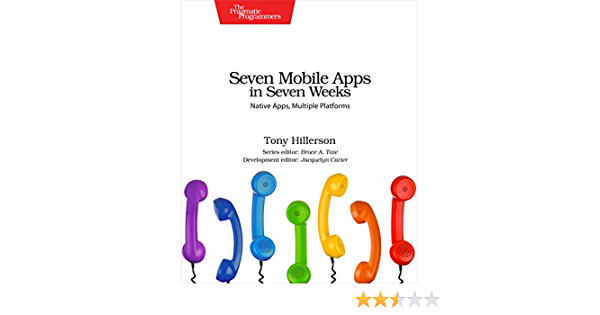 The
Pragmatic
Programmers
Seven Mobile Apps
in Seven Weeks
Native Apps, Multiple Platforms
Tony Hillerson
Series editor: Bruce A. Tate
Development editor: Jacquelyn Carter